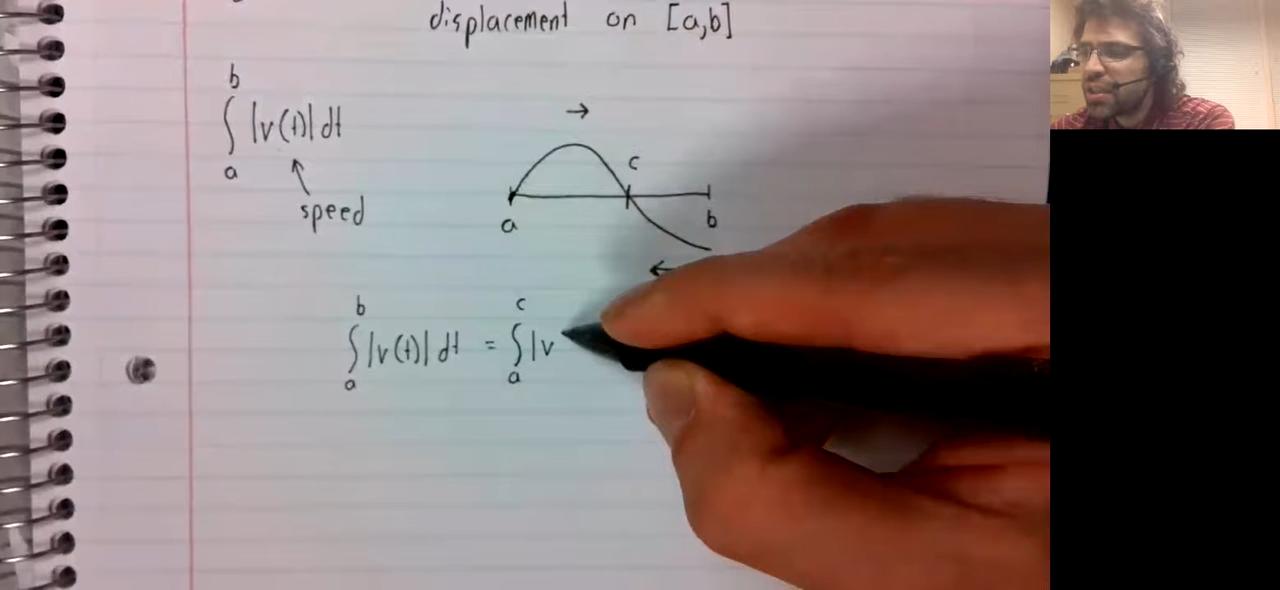 displacement on [a,b]
b
∫ |v(t)| dt
a
speed
→
c
a
b
←
b
∫ |v(t)| dt
a
=
c
∫ |v
a